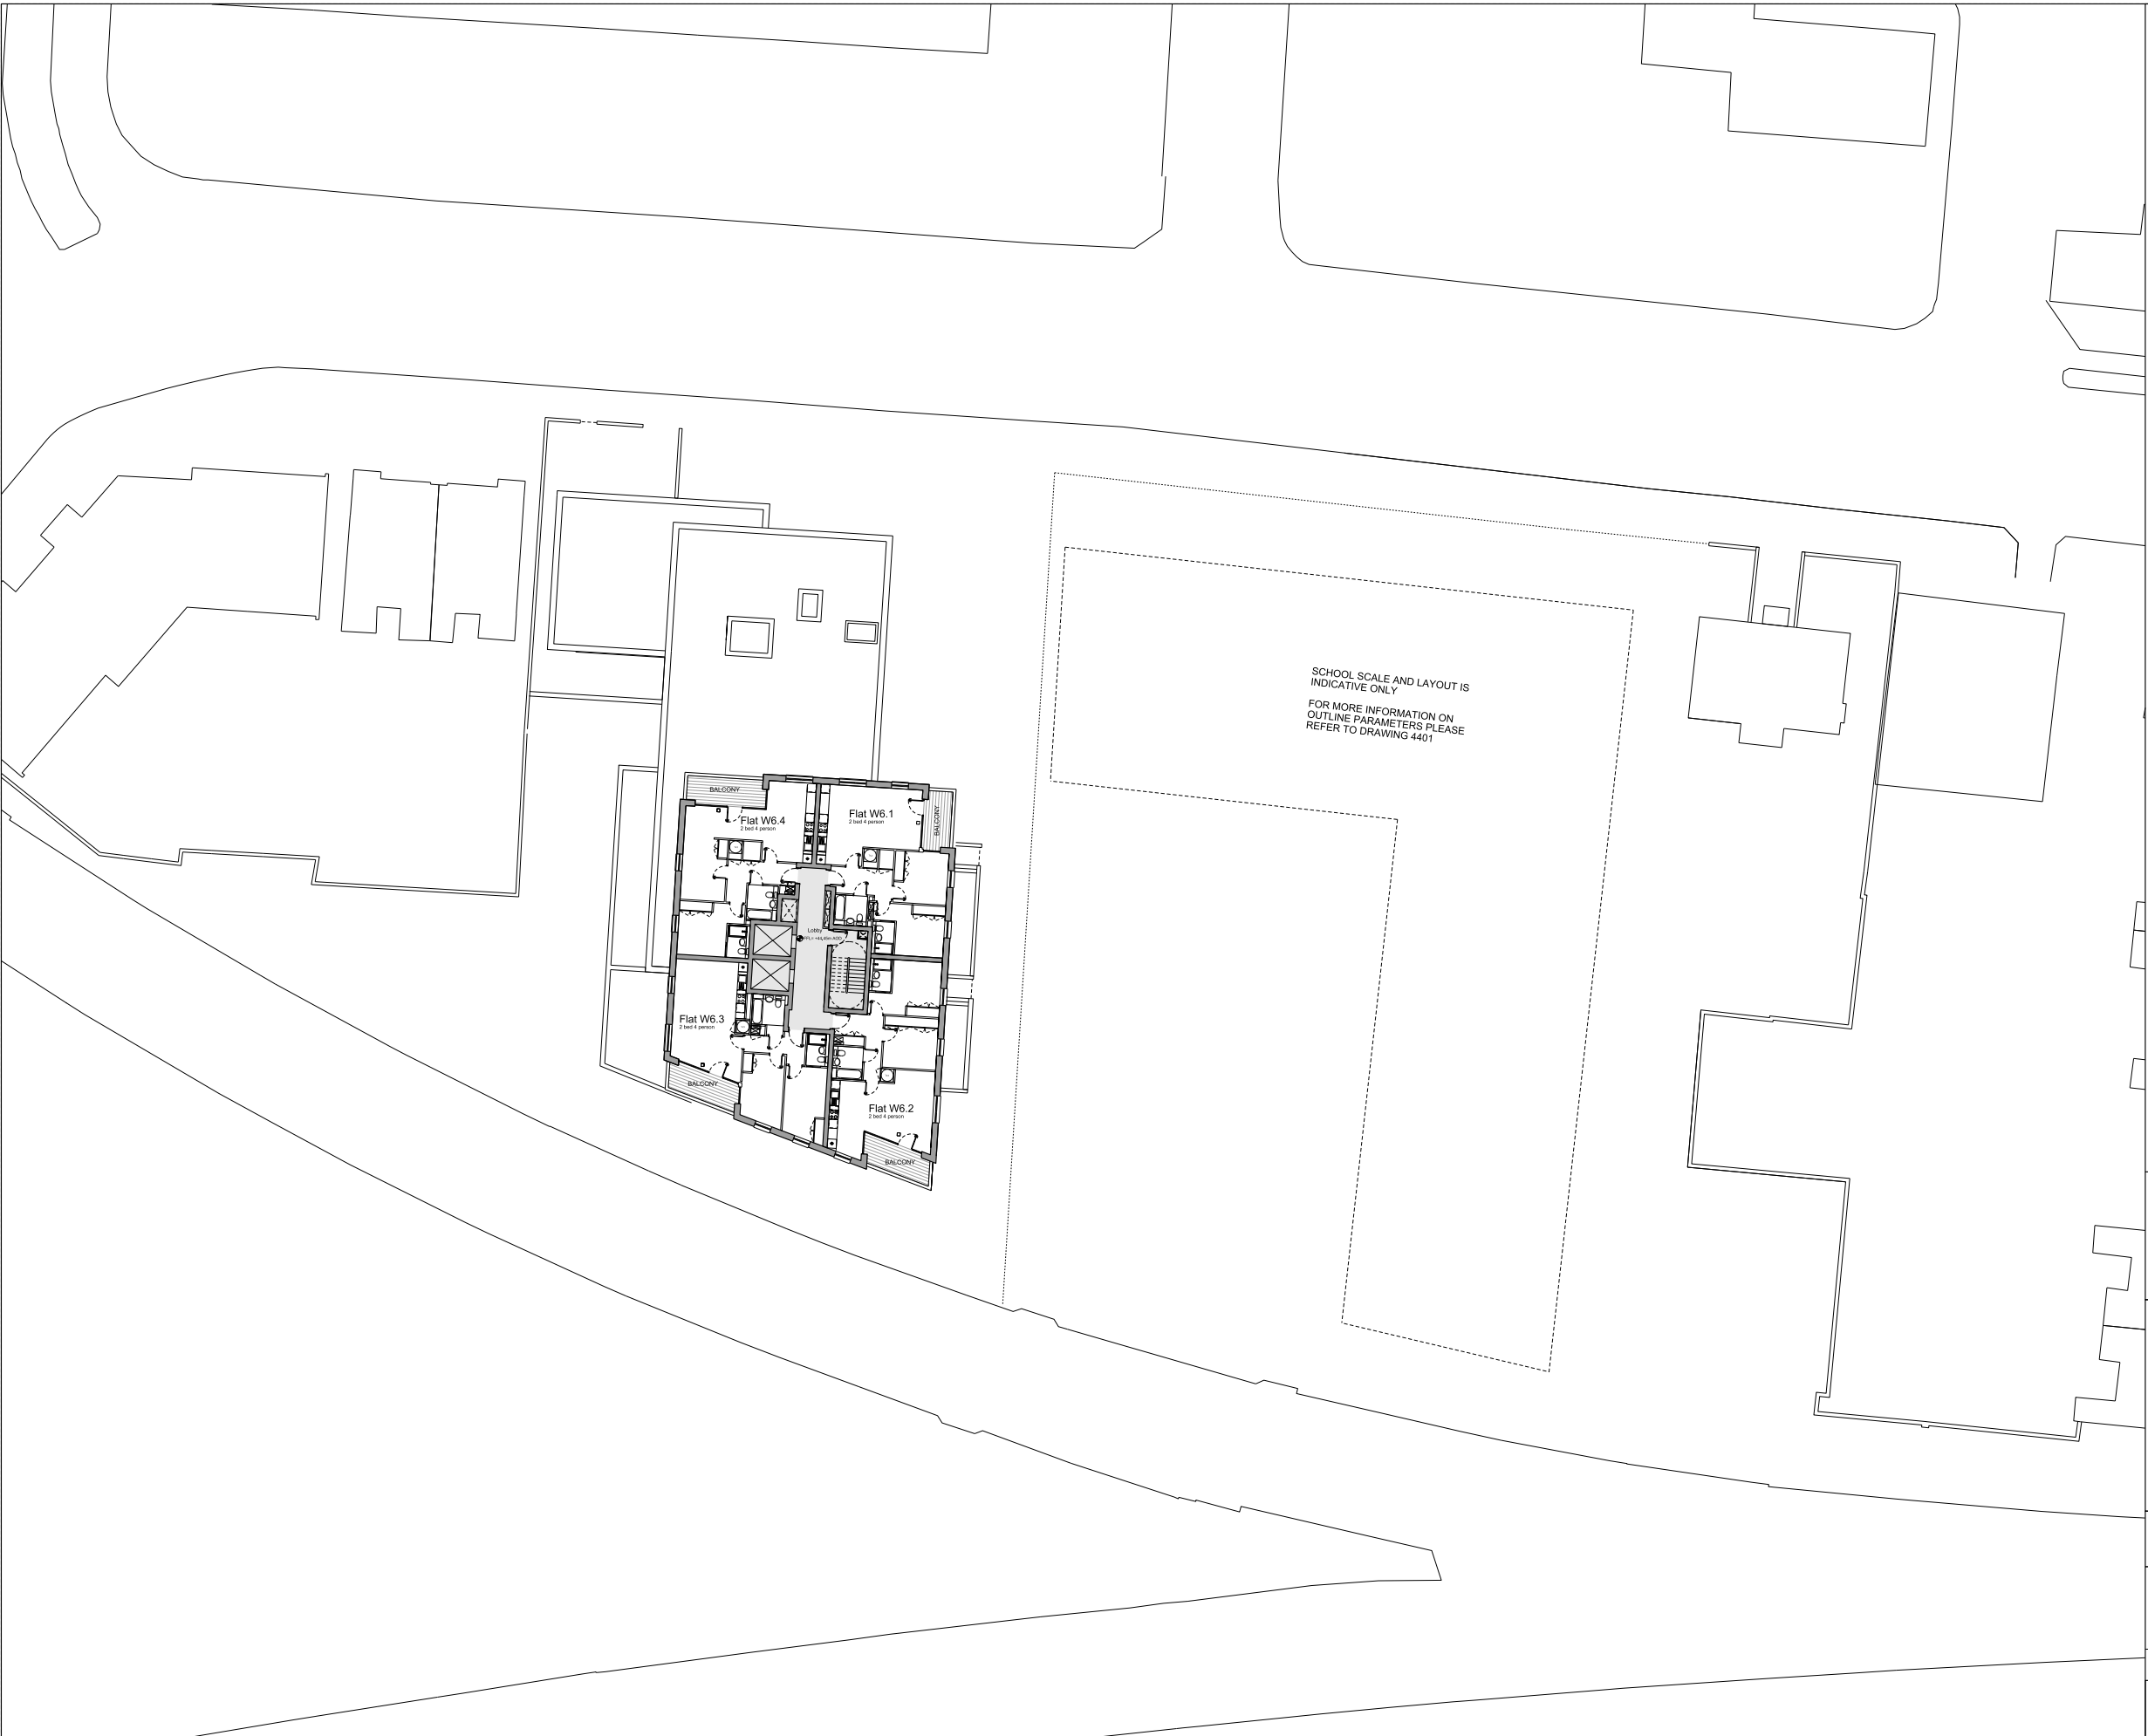 SCHOOL SCALE AND LAYOUT IS
INDICATIVE ONLY
FOR MORE INFORMATION ON
OUTLINE PARAMETERS PLEASE
REFER TO DRAWING 4401
BALCONY
Flat W6.4
2 bed 4 person
Flat W6.1
2 bed 4 person
BALCONY
Lobby
Flat W6.3
2 bed 4 person
BALCONY
Flat W6.2
2 bed 4 person
BALCONY